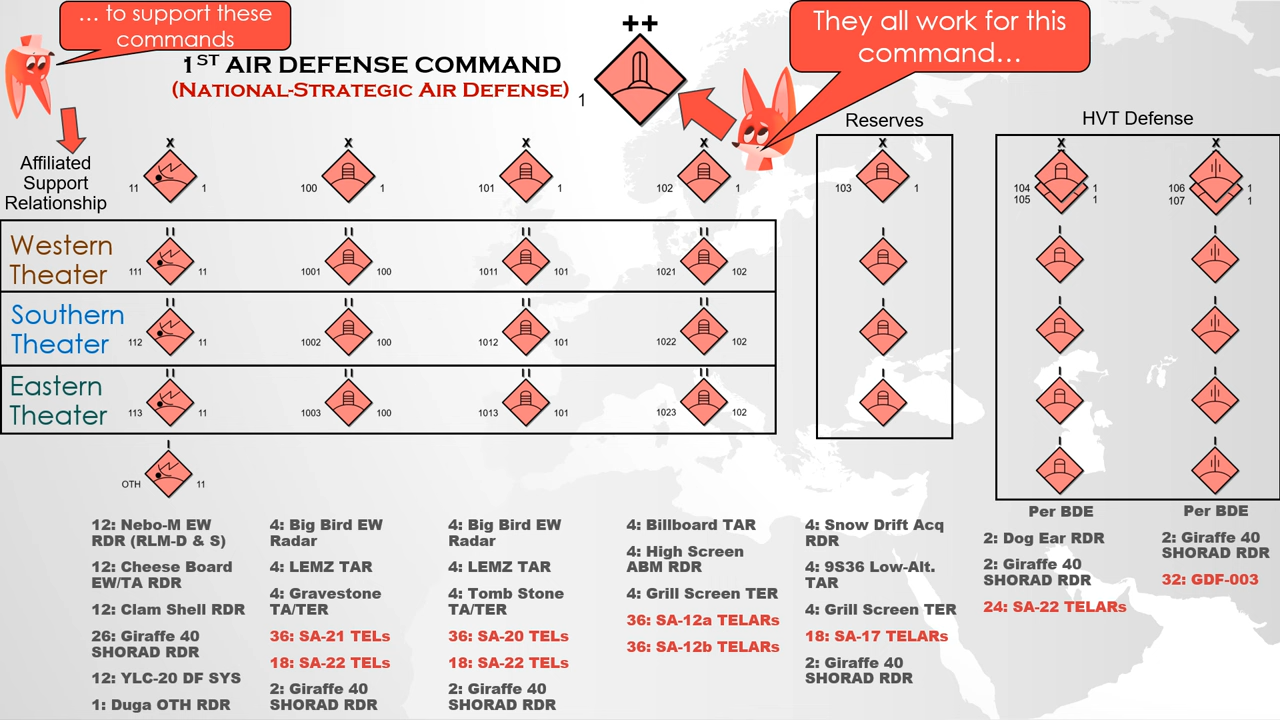 … to support these
commands
They all work for this
command…
++
1ST AIR DEFENSE COMMAND
(NATIONAL-STRATEGIC AIR DEFENSE)
1
Reserves
HVT Defense
Affiliated
Support
Relationship
X
11 1
X
100 1
X
101 1
X
102 1
X
103 1
X
104 1
105 1
X
106 1
107 1
Western
Theater
II
111 11
II
1001 100
II
1011 101
II
1021 102
I
I
I
Southern
Theater
II
112 11
II
1002 100
II
1012 101
II
1022 102
I
I
I
Eastern
Theater
II
113 11
II
1003 100
II
1013 101
II
1023 102
I
I
I
I
OTH 11
I
I
12: Nebo-M EW
RDR (RLM-D & S)
12: Cheese Board
EW/TA RDR
12: Clam Shell RDR
26: Giraffe 40
SHORAD RDR
12: YLC-20 DF SYS
1: Duga OTH RDR
4: Big Bird EW
Radar
4: LEMZ TAR
4: Gravestone
TA/TER
36: SA-21 TELs
18: SA-22 TELs
2: Giraffe 40
SHORAD RDR
4: Big Bird EW
Radar
4: LEMZ TAR
4: Tomb Stone
TA/TER
36: SA-20 TELs
18: SA-22 TELs
2: Giraffe 40
SHORAD RDR
4: Billboard TAR
4: High Screen
ABM RDR
4: Grill Screen TER
36: SA-12a TELARs
36: SA-12b TELARs
4: Snow Drift Acq
RDR
4: 9S36 Low-Alt.
TAR
4: Grill Screen TER
18: SA-17 TELARs
2: Giraffe 40
SHORAD RDR
Per BDE
2: Dog Ear RDR
2: Giraffe 40
SHORAD RDR
24: SA-22 TELARs
Per BDE
2: Giraffe 40
SHORAD RDR
32: GDF-003